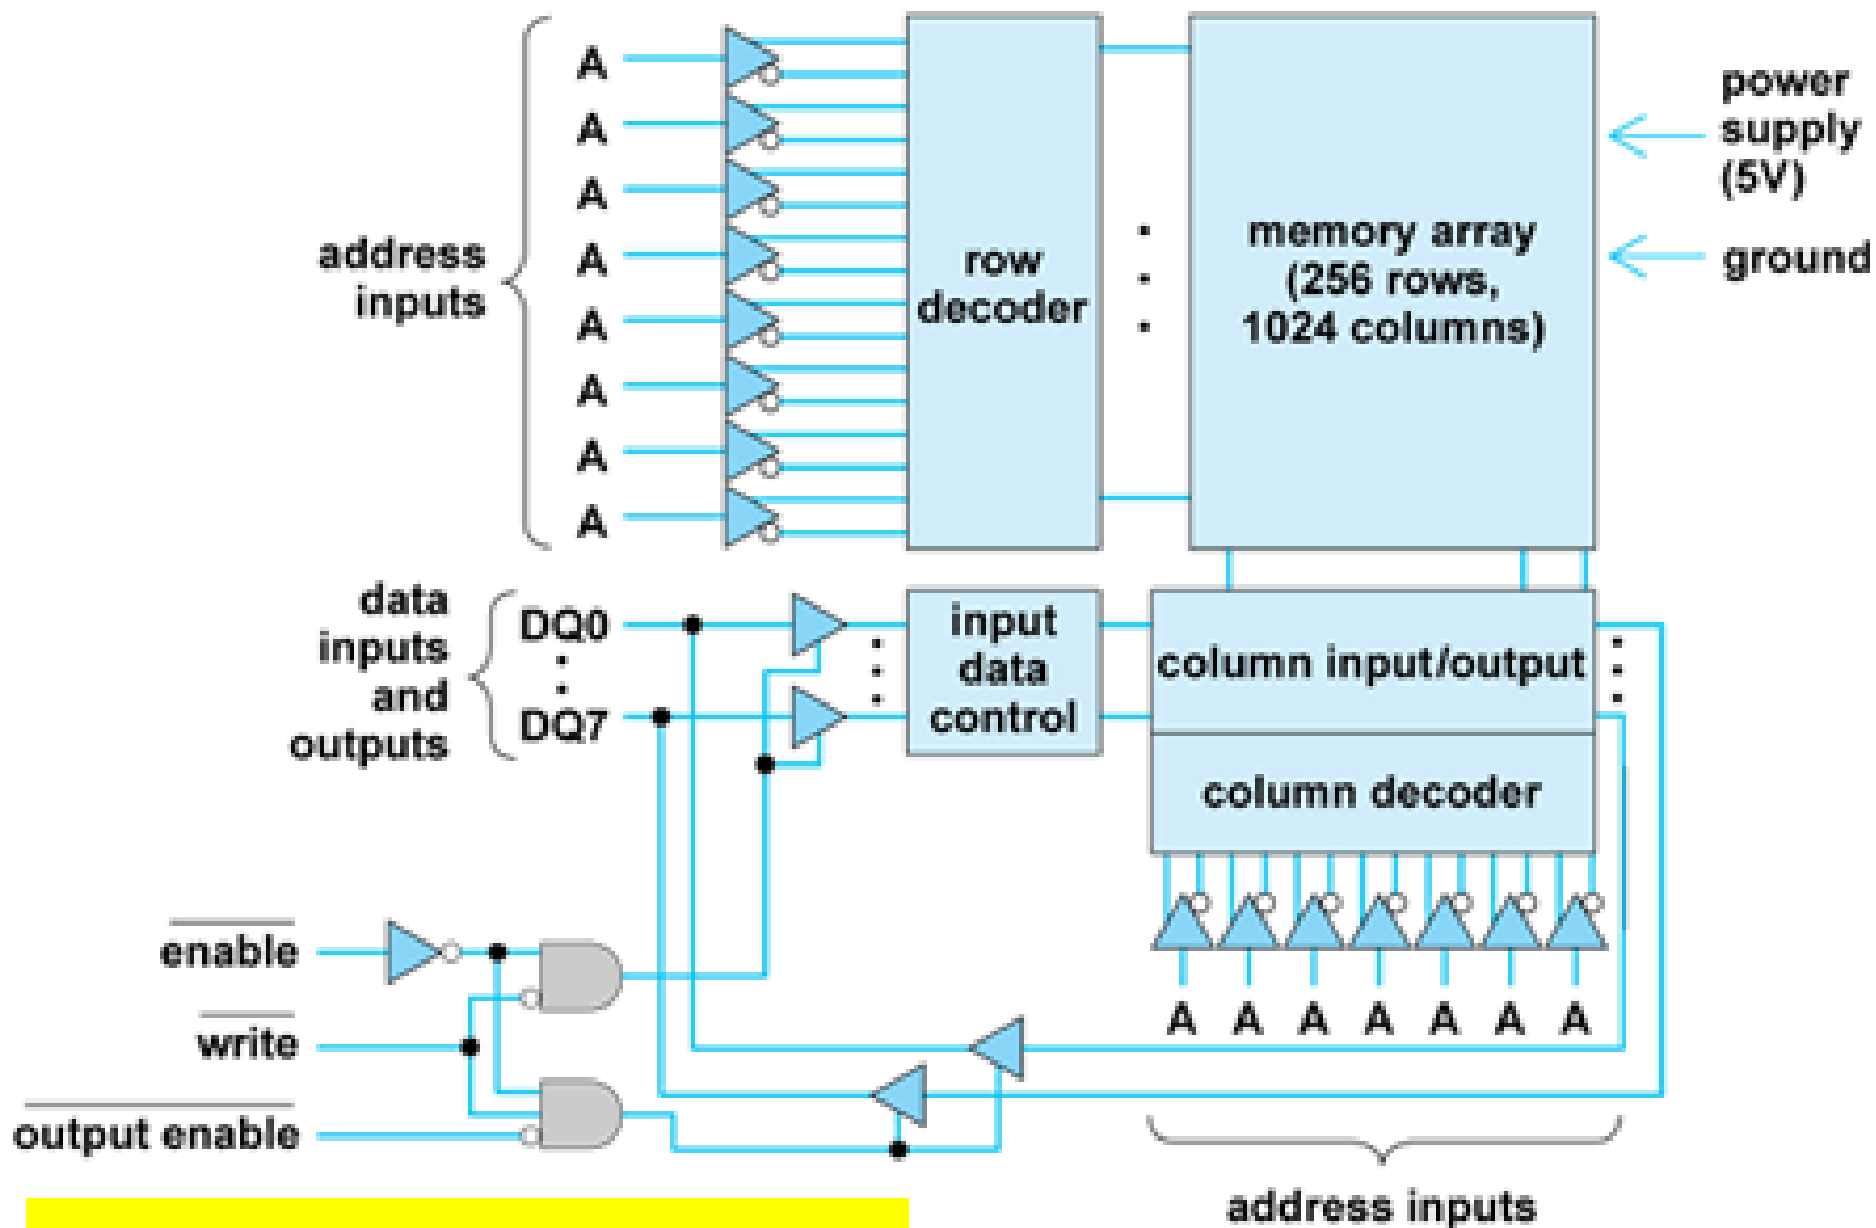 A
A
A
A
A
A
A
A
address
inputs
row
decoder
memory array
(256 rows,
1024 columns)
power
supply
(5V)
ground
data
inputs
and
outputs
DQ0
DQ7
input
data
control
column input/output
column decoder
A A A A A A A
address inputs
enable
write
output enable